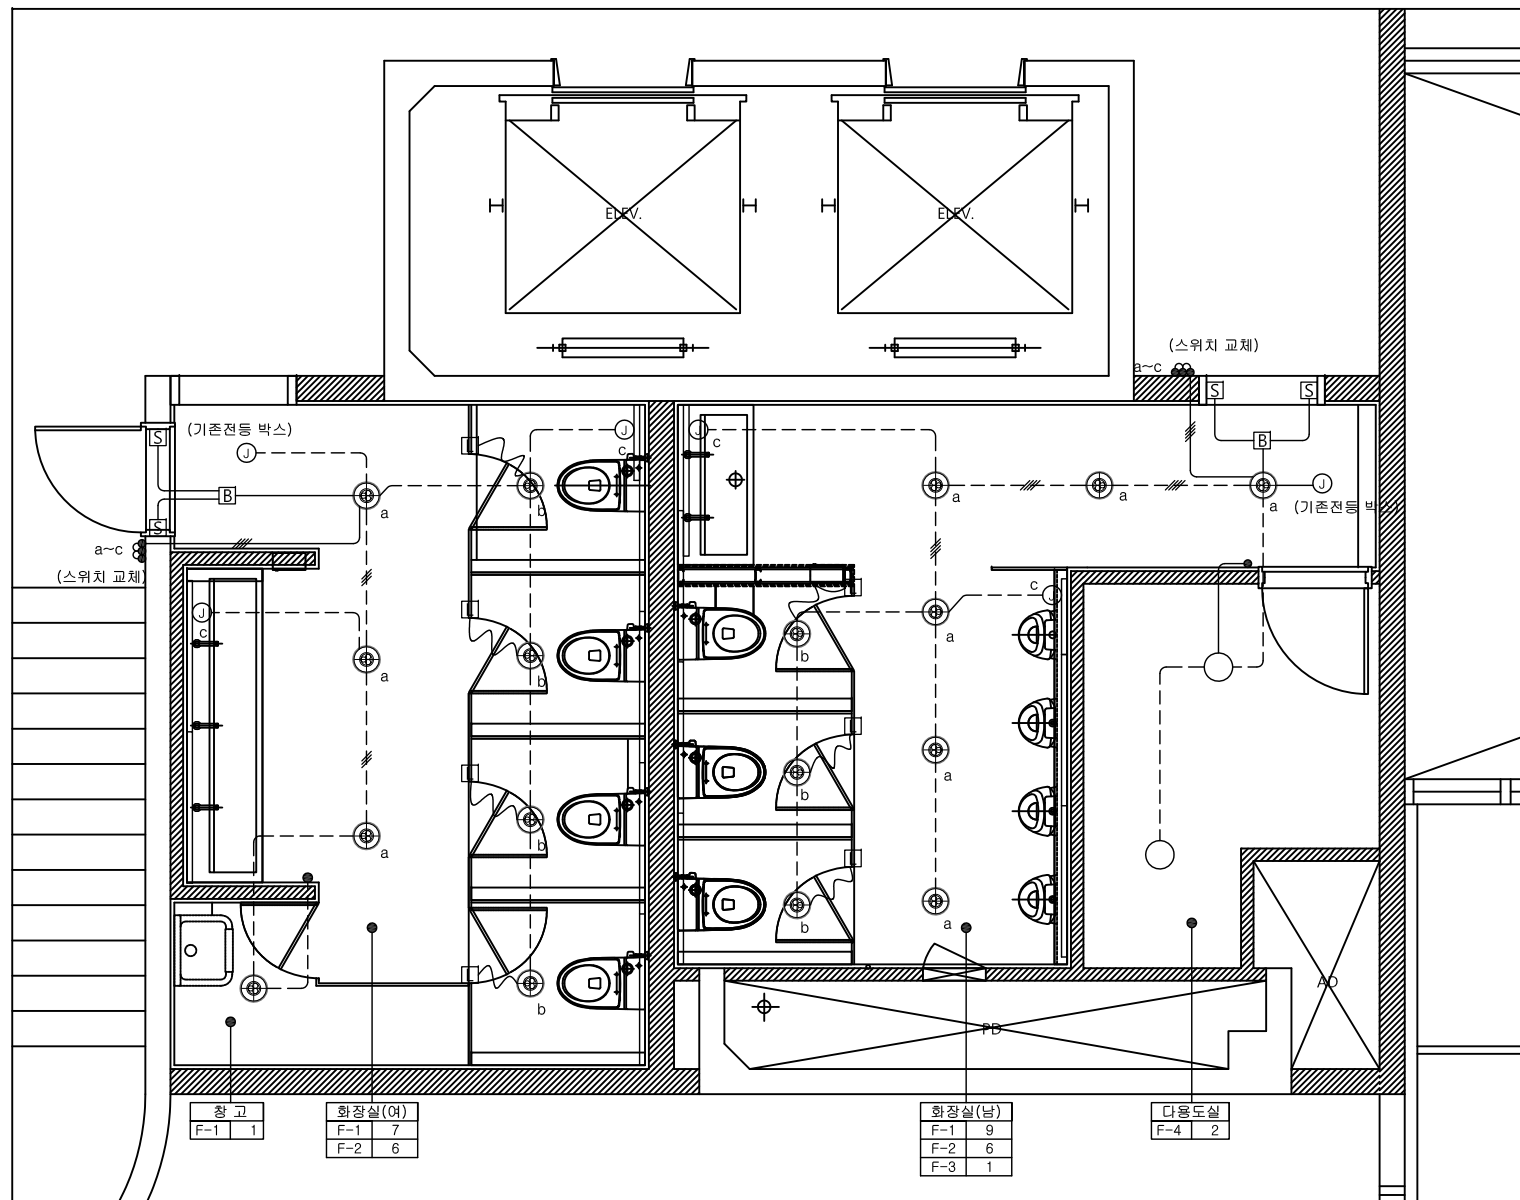 ELEV.
ELEV.
(스위치 교체)
a~c
S
S
(기존전등 박스)
S
J
J
c
J
c
B
B
J
a
b
a
a
a
(기존전등 박스)
S
a~c
(스위치 교체)
J
c
c
J
a
b
b
a
a
b
a
b
b
a
b
a
b
AD
PD
창 고
F-1 1
화장실(여)
F-1 7
F-2 6
화장실(남)
F-1 9
F-2 6
F-3 1
다용도실
F-4 2